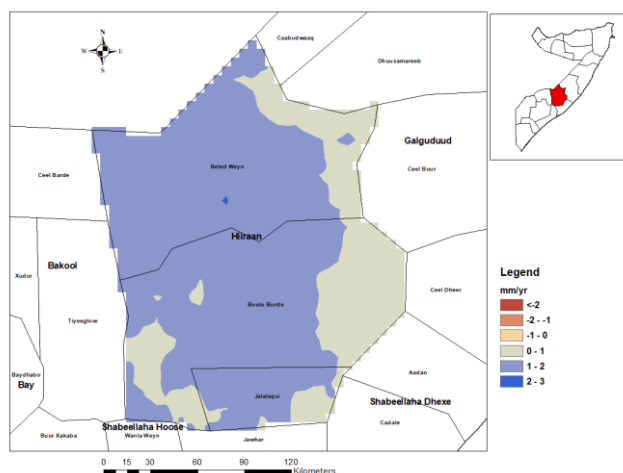 N
W E
S
Caabudwaaq
Dhuusamareeb
Galguduud
Ceel Barde
Beled Weyn
Ceel Buur
Hiiraan
Bakool
Xudur
Tiyeeglow
Buulo Burdo
Ceel Dheer
Baydhabo
Bay
Aadan
Jalalaqsi
Shabeellaha Dhexe
Shabeellaha Hoose
Cadale
Buur Xakaba
Wanla Weyn
Jawhar
0 15 30 60 90 120
Kilometers
Legend
mm/yr
<-2
-2 - -1
-1 - 0
0 - 1
1 - 2
2 - 3